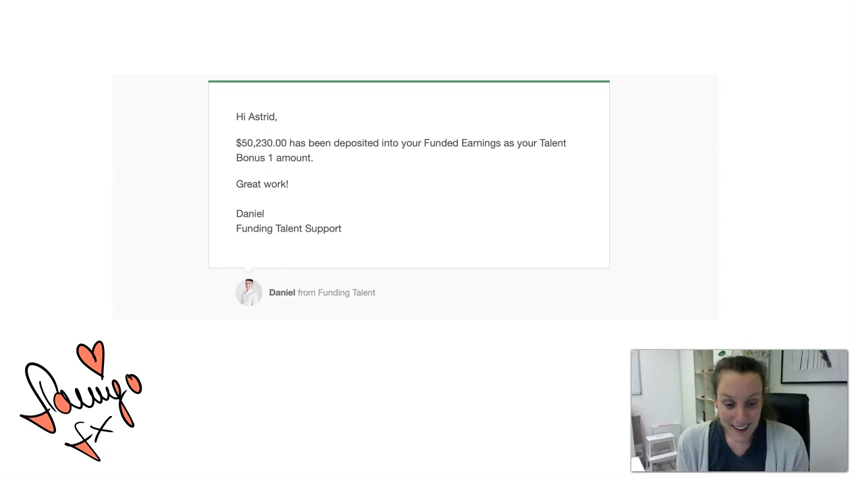 Hi Astrid,
$50,230.00 has been deposited into your Funded Earnings as your Talent
Bonus 1 amount.
Great work!
Daniel
Funding Talent Support
Daniel from Funding Talent
fx